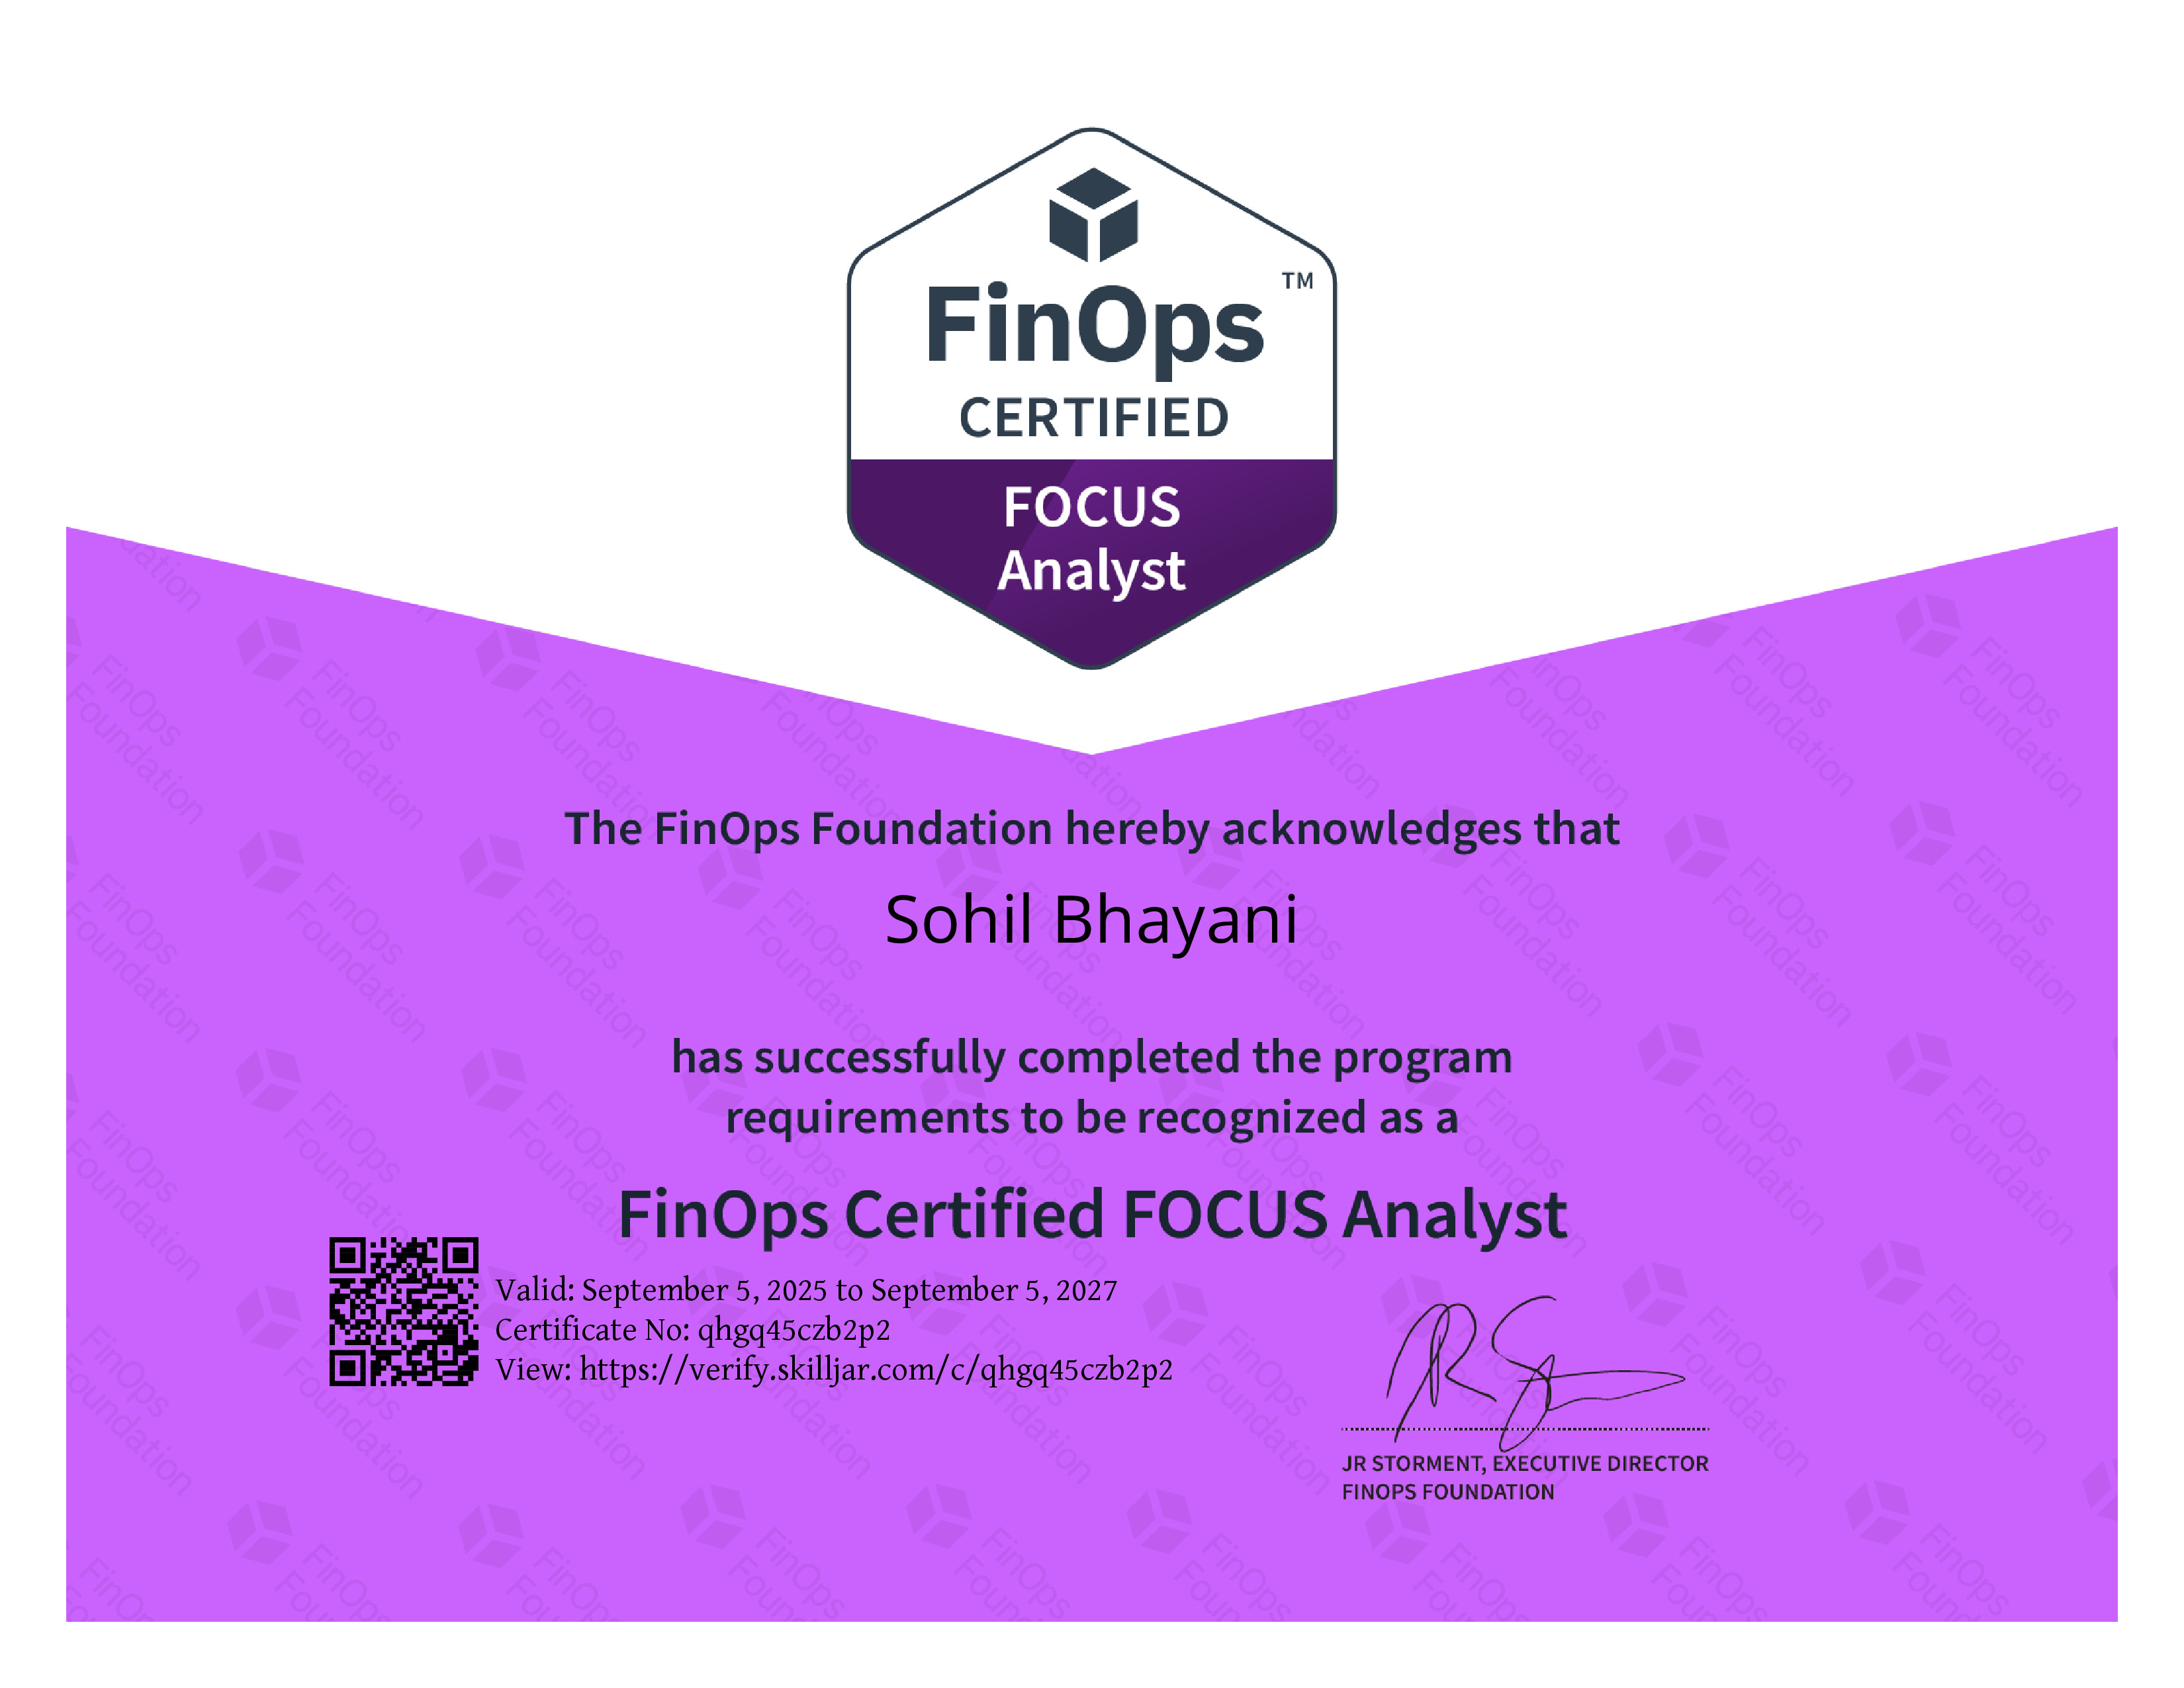 FinOps ™
CERTIFIED
FOCUS
Analyst
The FinOps Foundation hereby acknowledges that
Sohil Bhayani
has successfully completed the program
requirements to be recognized as a
FinOps Certified FOCUS Analyst
Valid: September 5, 2025 to September 5, 2027
Certificate No: qhgq45czb2p2
View: https://verify.skilljar.com/c/qhgq45czb2p2
JR STORMENT, EXECUTIVE DIRECTOR
FINOPS FOUNDATION